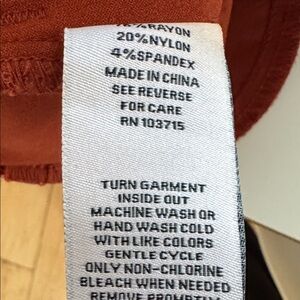 RAYON
20% NYLON
4% SPANDEX
MADE IN CHINA
SEE REVERSE
FOR CARE
RN 103715
TURN GARMENT
INSIDE OUT
MACHINE WASH OR
HAND WASH COLD
WITH LIKE COLORS
GENTLE CYCLE
ONLY NON-CHLORINE
BLEACH WHEN NEEDED
REMOVE PROMPTLY